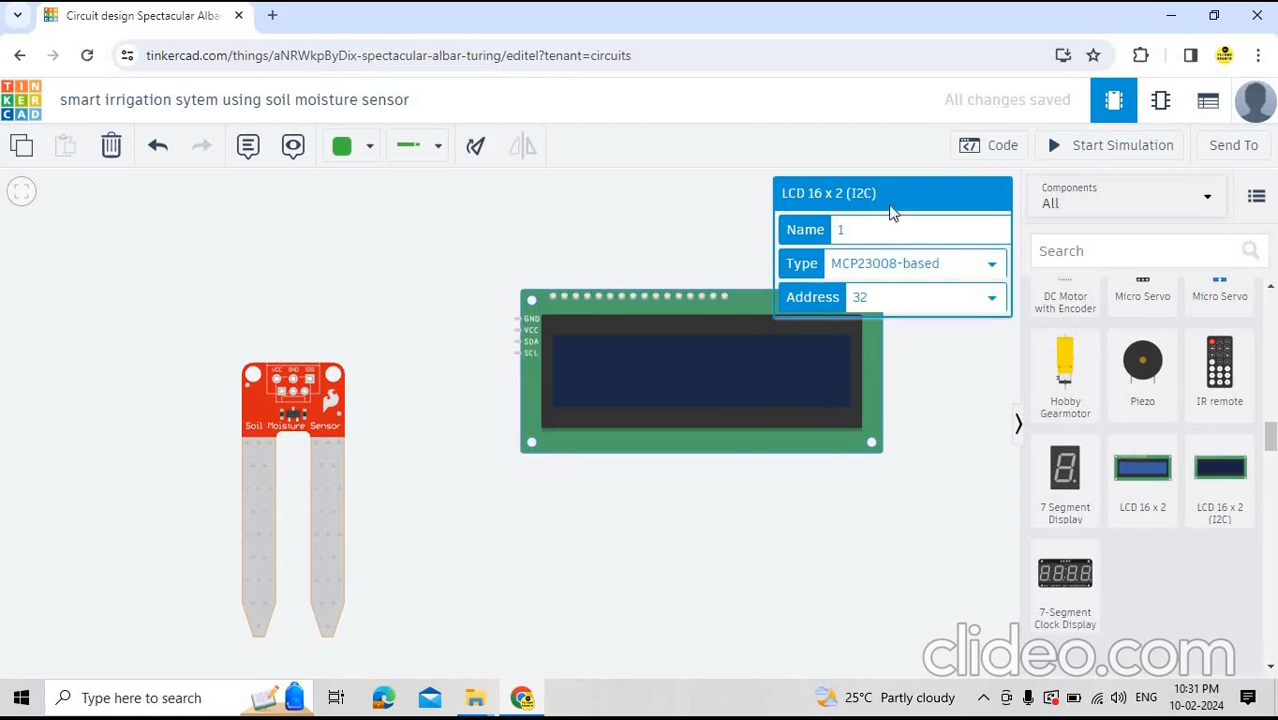 Circuit design Spectacular Albar
tinkercad.com/things/aNRWkpByDix-spectacular-albar-turing/editel?tenant=circuits
TIN
KER
CAD
smart irrigation sytem using soil moisture sensor
All changes saved
Code
Start Simulation
Send To
LCD 16 x 2 (I2C)
Name 1
Type MCP23008-based
Address 32
Components
All
Search
DC Motor
with Encoder
Micro Servo
Micro Servo
Hobby
Gearmotor
Piezo
IR remote
7 Segment
Display
LCD 16 x 2
LCD 16 x 2
(I2C)
7-Segment
Clock Display
GND
VCC
SDA
SCL
VCC GND SIG
Soil Moisture Sensor
clideo.com
Type here to search
25°C Partly cloudy
ENG
10:31 PM
10-02-2024